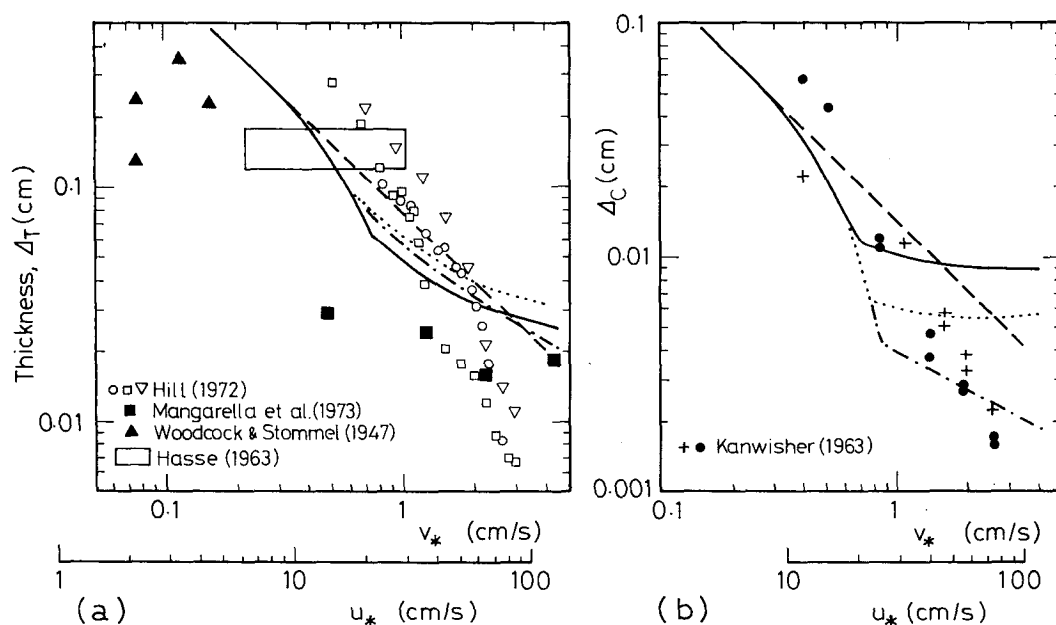 Thickness, Δ_T (cm)
0.1
0.01
○ □ ▽ Hill (1972)
■ Mangarella et al. (1973)
▲ Woodcock & Stommel (1947)
Hasse (1963)
0.1 1
v_* (cm/s)
1 10 100
(a) u_* (cm/s)
Δ_C (cm)
0.1
0.01
0.001
+ ● Kanwisher (1963)
0.1 1
v_* (cm/s)
10 100
(b) u_* (cm/s)